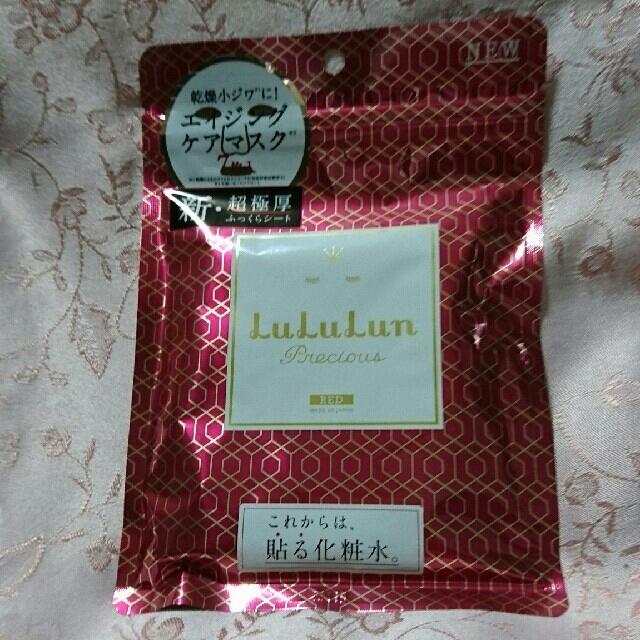 NEW
乾燥小ジワに!
エイジング
ケアマスク
7枚入
新・超極厚
ふっくらシート
LuLuLun
Precious
RED
これからは、
貼る化粧水。